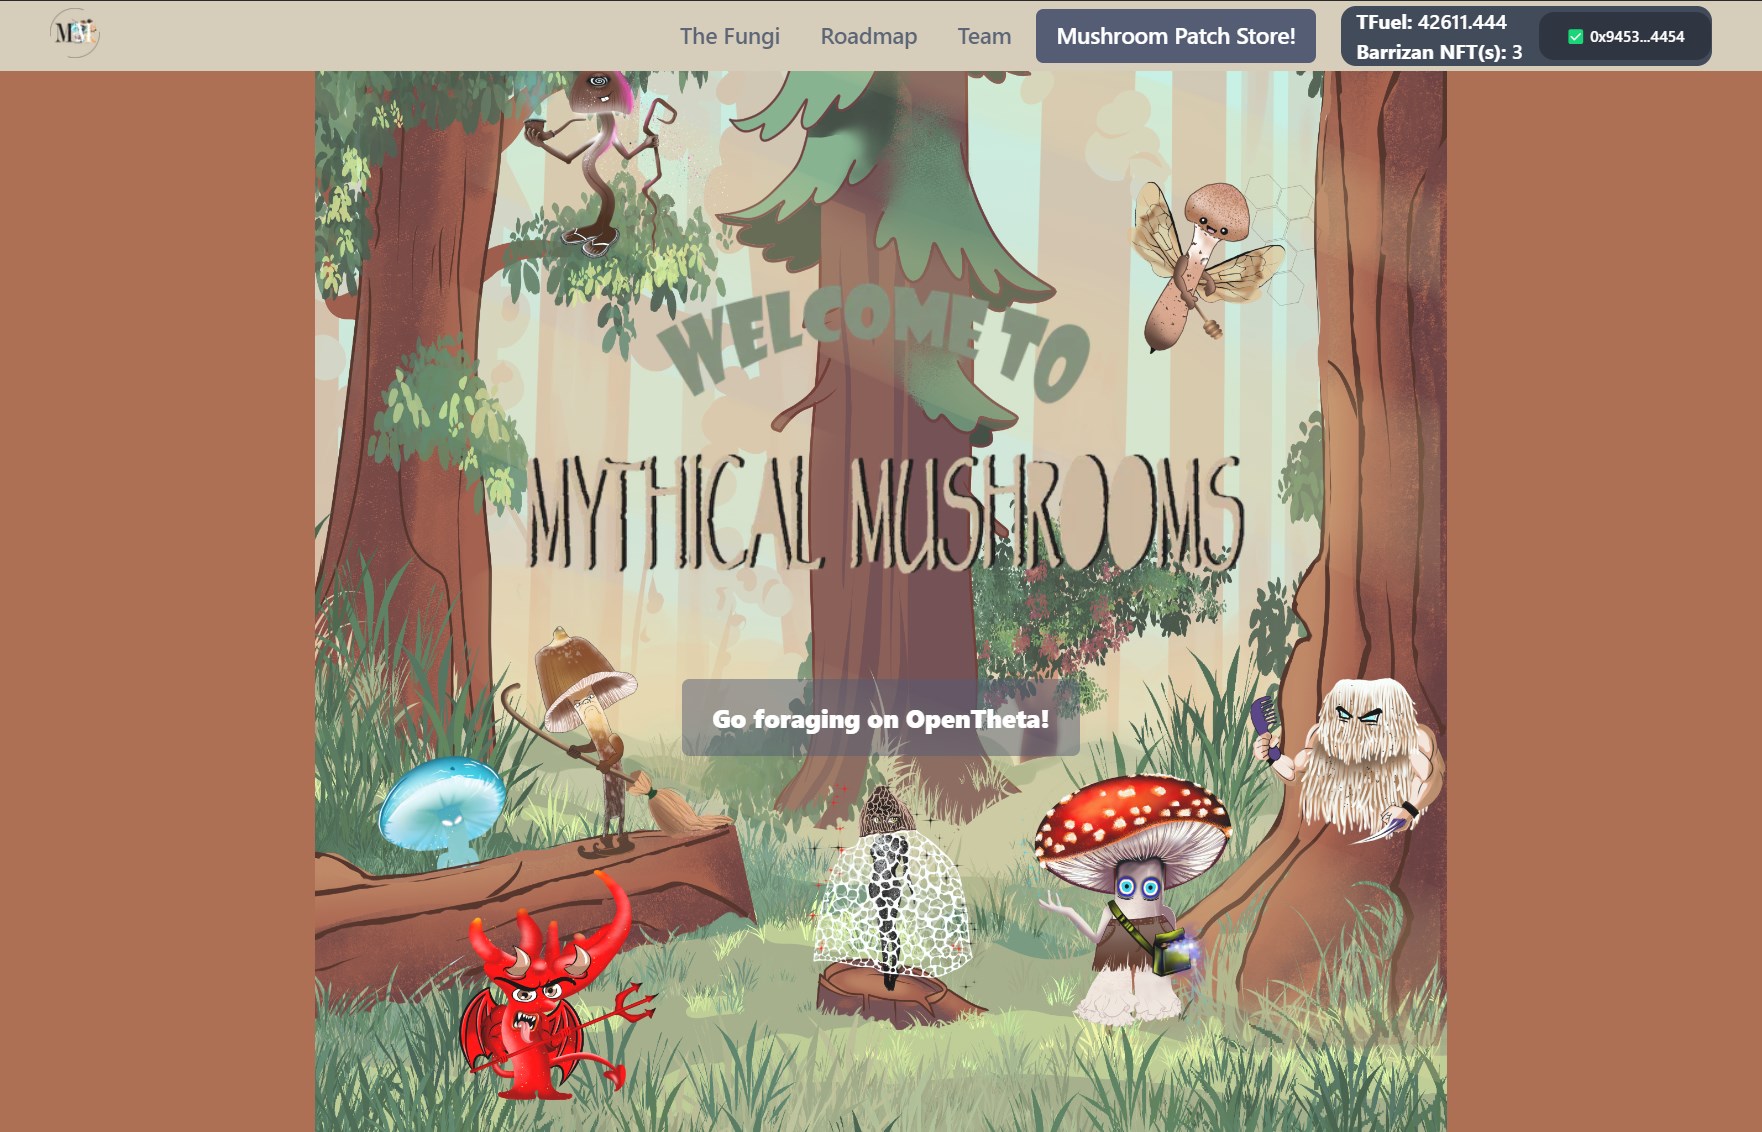 MM
The Fungi
Roadmap
Team
Mushroom Patch Store!
TFuel: 42611.444
Barrizan NFT(s): 3
0x9453...4454
WELCOME TO
MYTHICAL MUSHROOMS
Go foraging on OpenTheta!